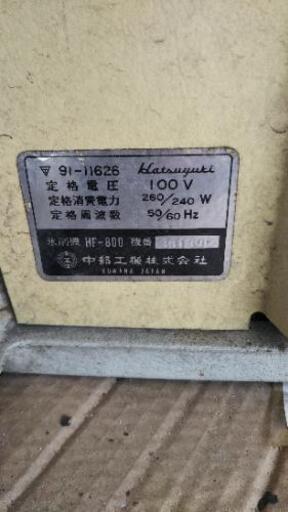 ▽ 91-11626 Hatsuyuki
定格電圧 100V
定格消費電力 260/240 W
定格周波数 50/60 Hz
氷削機 HF-800 機番
中部工機株式会社
KUWANA JAPAN